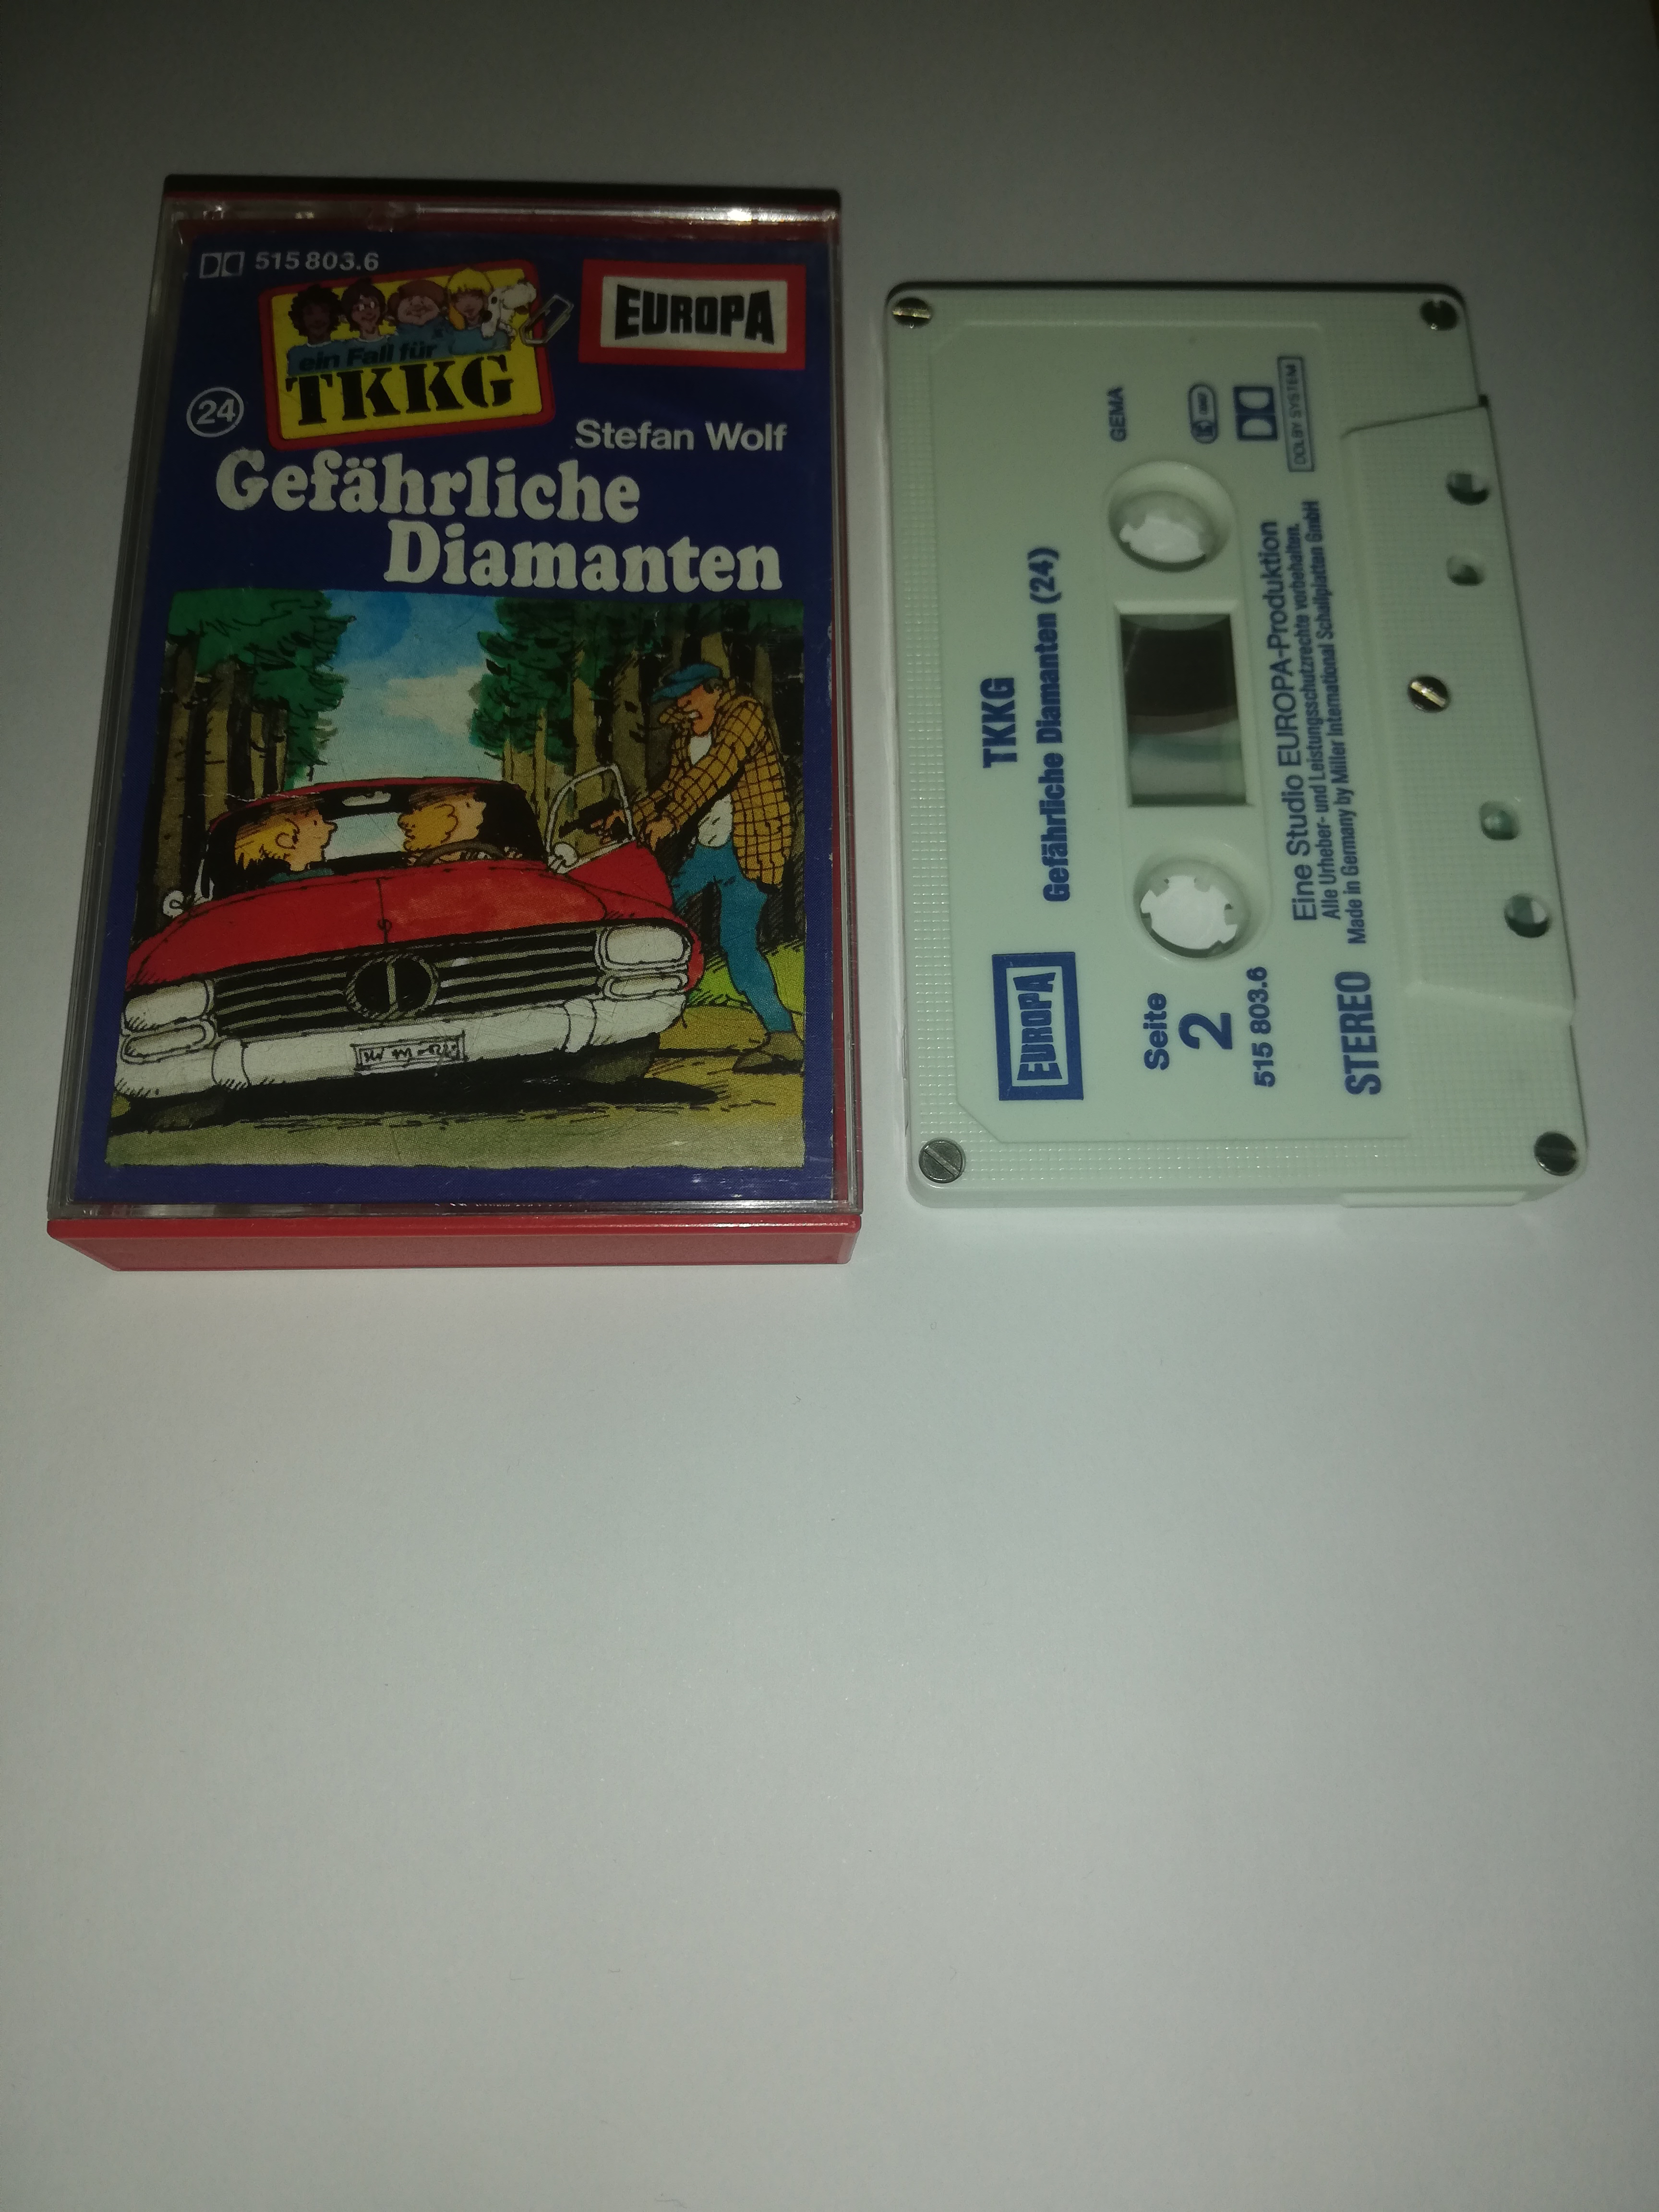 515 803.6
ein Fall für
TKKG
EUROPA
24
Stefan Wolf
Gefährliche
Diamanten
TKKG
Gefährliche Diamanten (24)
GEMA
EUROPA
Seite
2
515 803.6
DOLBY SYSTEM
Eine Studio EUROPA-Produktion
Alle Urheber- und Leistungsschutzrechte vorbehalten.
Made in Germany by Miller International Schallplatten GmbH
STEREO